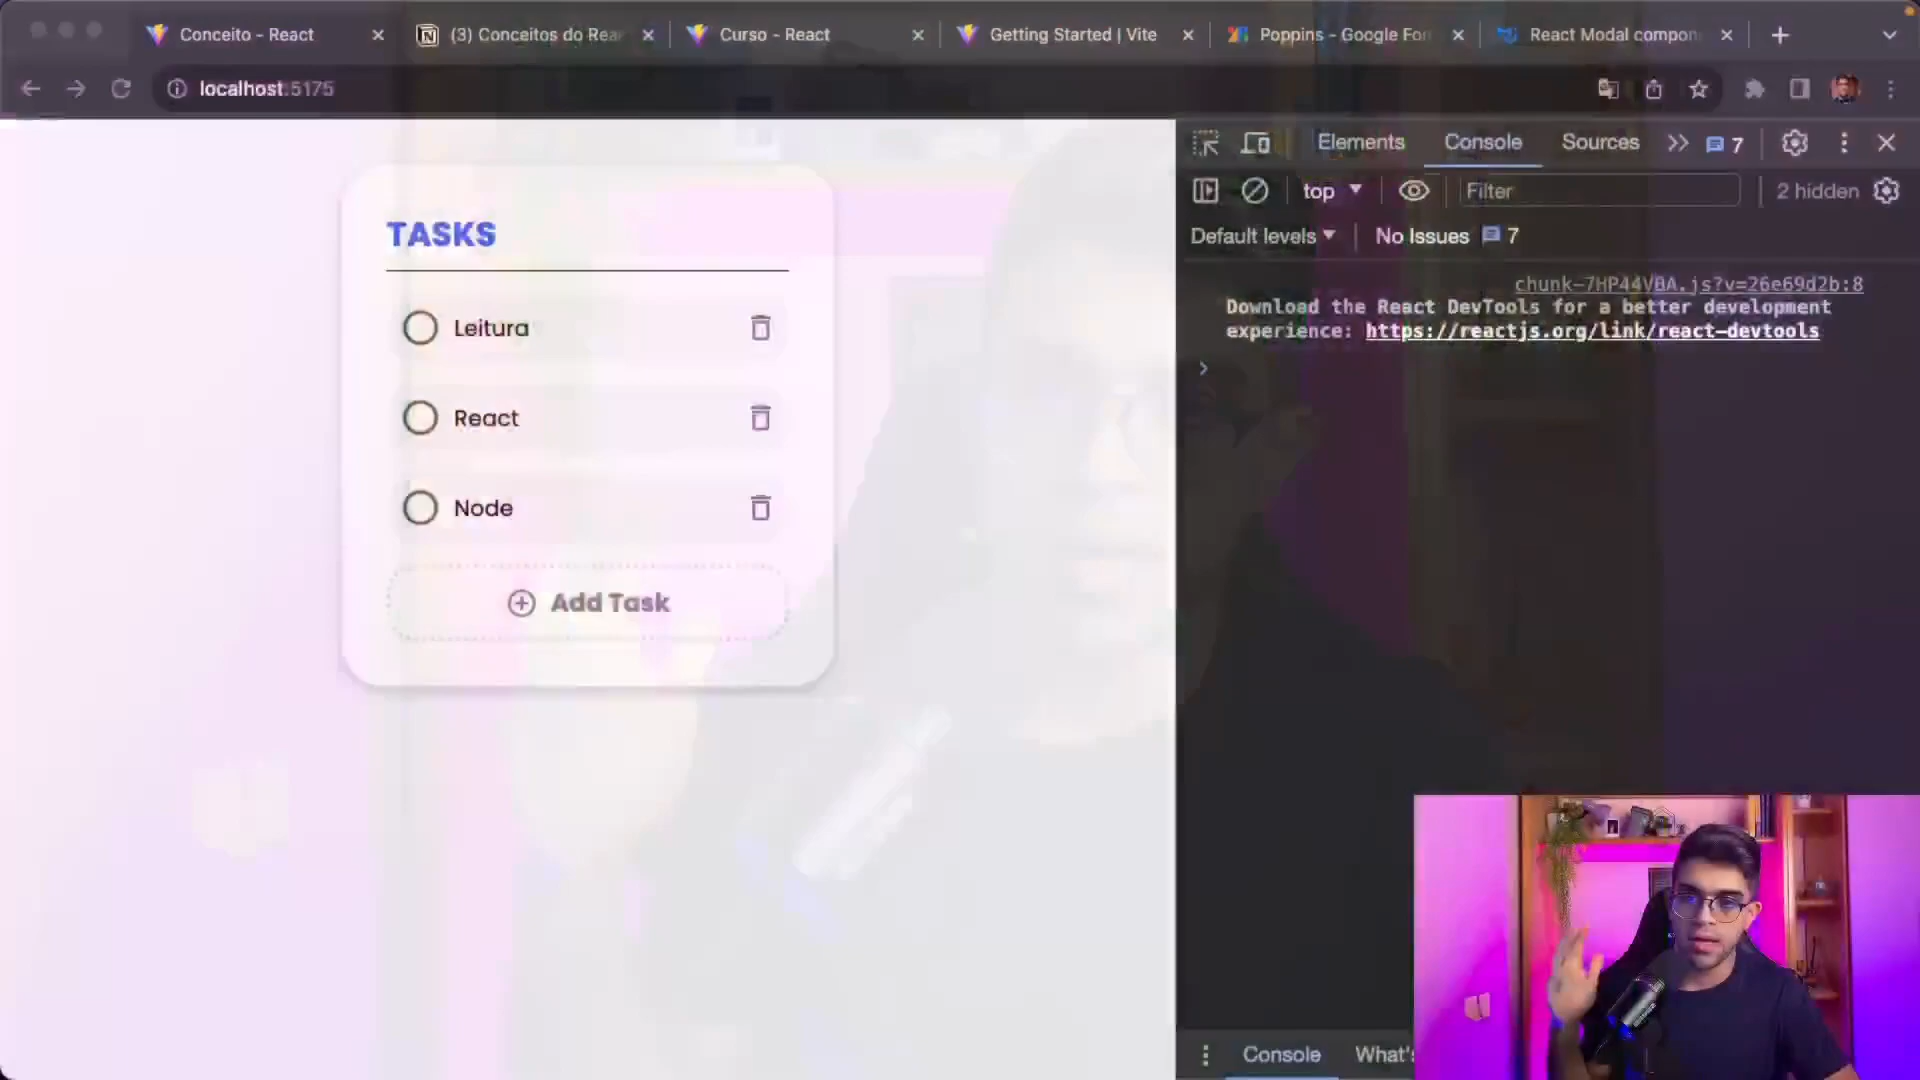 Conceito - React
(3) Conceitos do Rea
Curso - React
Getting Started | Vite
Poppins - Google Fon
React Modal compon
localhost:5175
TASKS
Leitura
React
Node
Add Task
Elements
Console
Sources
7
top
Filter
2 hidden
Default levels
No Issues
7
chunk-7HP44VBA.js?v=26e69d2b:8
Download the React DevTools for a better development
experience: https://reactjs.org/link/react-devtools
Console
What's